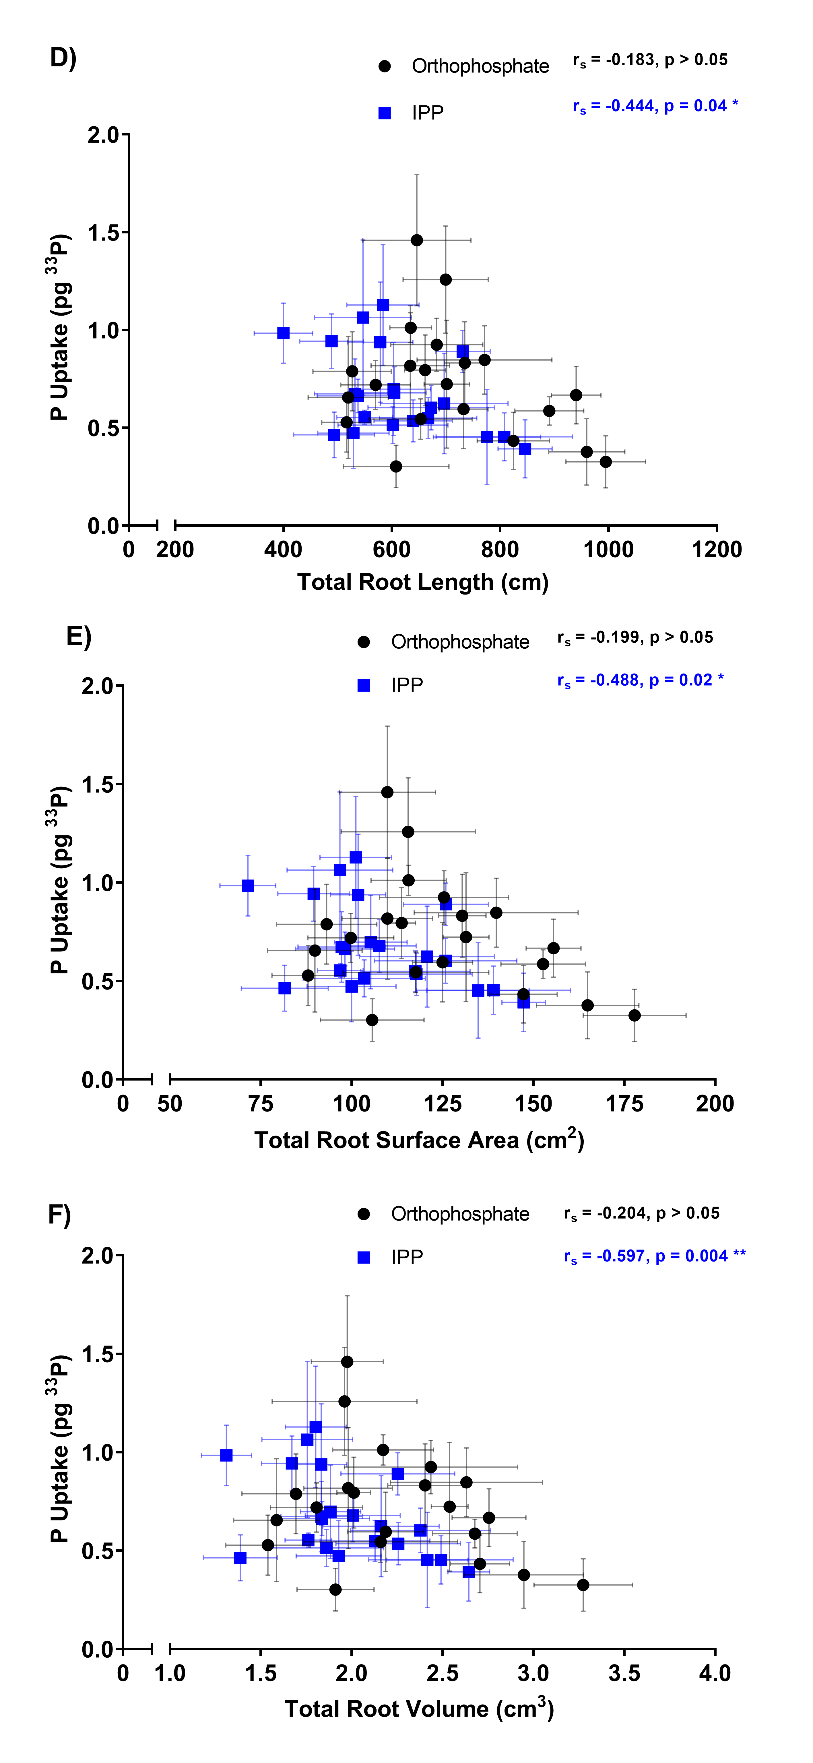 D)
Orthophosphate rs = -0.183, p > 0.05
IPP rs = -0.444, p = 0.04 *
2.0
1.5
1.0
0.5
0.0
P Uptake (pg 33P)
0 200 400 600 800 1000 1200
Total Root Length (cm)
E)
Orthophosphate rs = -0.199, p > 0.05
IPP rs = -0.488, p = 0.02 *
2.0
1.5
1.0
0.5
0.0
P Uptake (pg 33P)
0 50 75 100 125 150 175 200
Total Root Surface Area (cm2)
F)
Orthophosphate rs = -0.204, p > 0.05
IPP rs = -0.597, p = 0.004 **
2.0
1.5
1.0
0.5
0.0
P Uptake (pg 33P)
0 1.0 1.5 2.0 2.5 3.0 3.5 4.0
Total Root Volume (cm3)